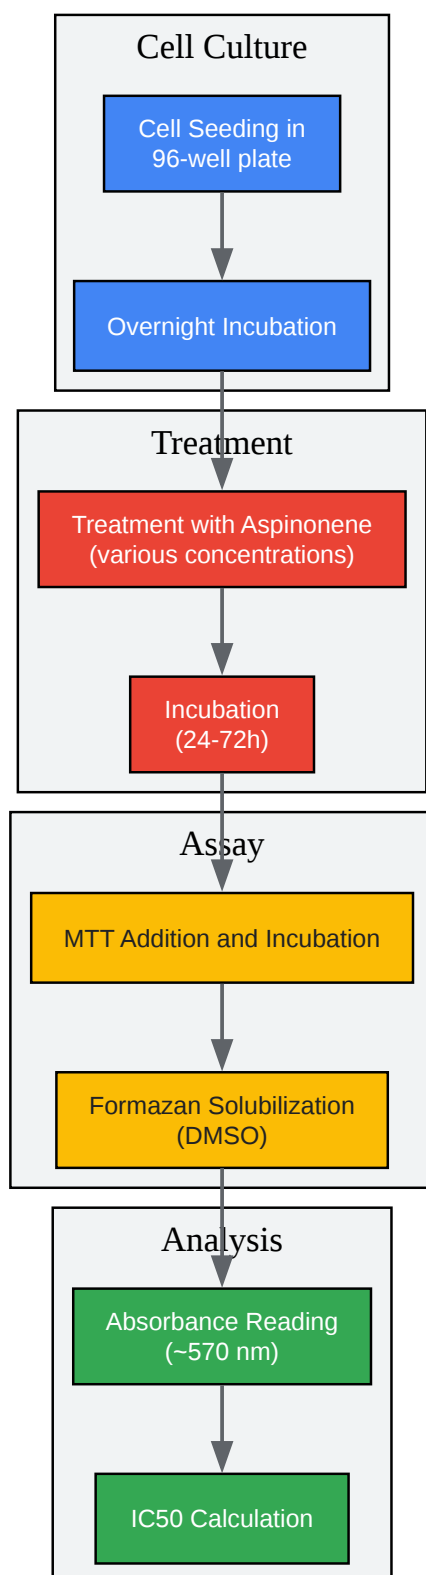 Cell Culture
Cell Seeding in
96-well plate
Overnight Incubation
Treatment
Treatment with Aspinonene
(various concentrations)
Incubation
(24-72h)
Assay
MTT Addition and Incubation
Formazan Solubilization
(DMSO)
Analysis
Absorbance Reading
(~570 nm)
IC50 Calculation